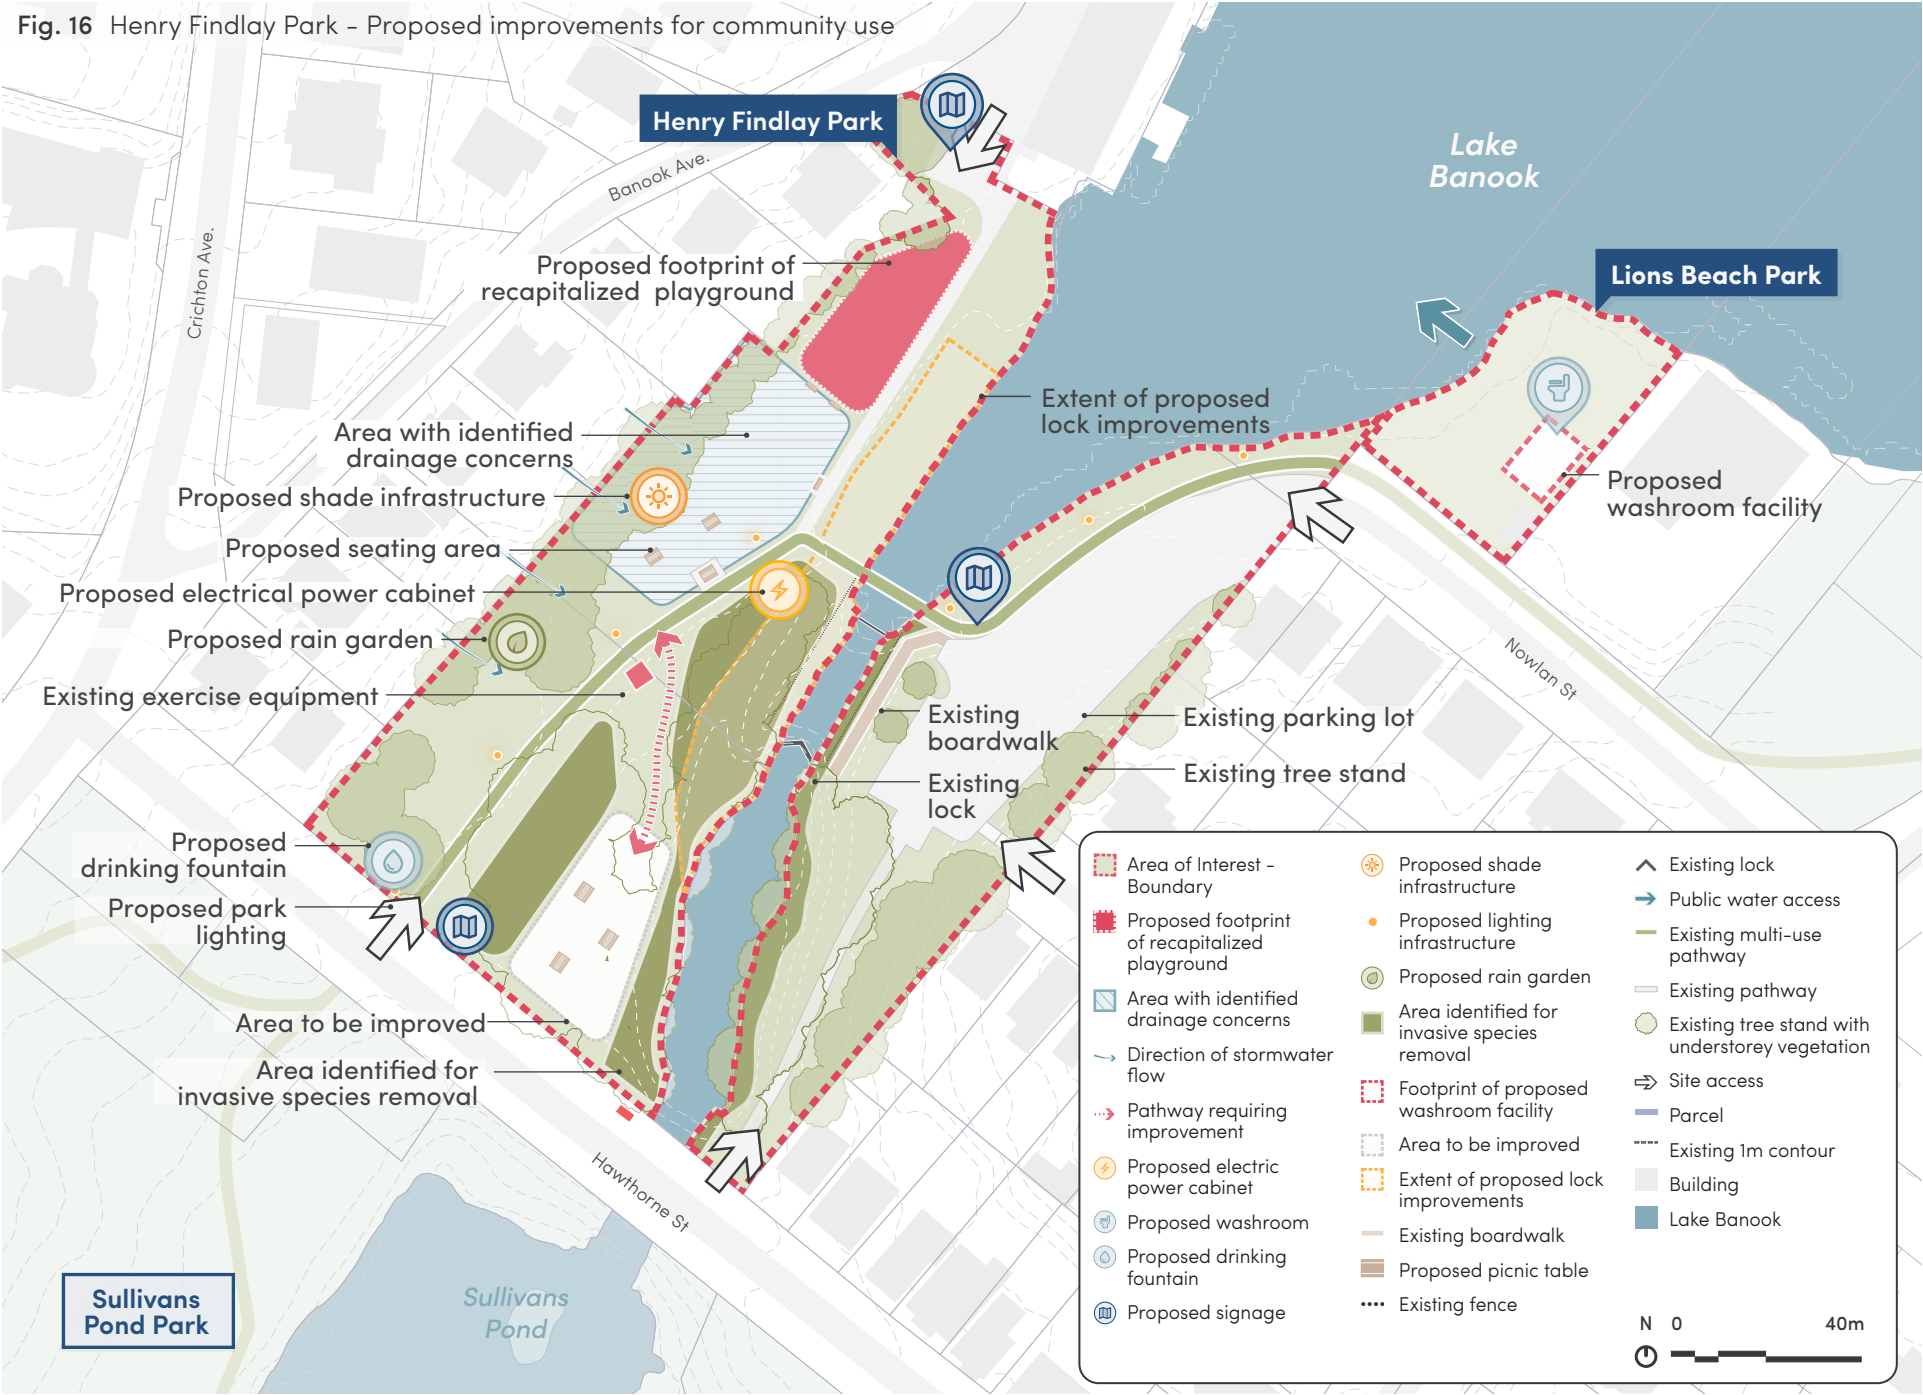 Fig. 16 Henry Findlay Park - Proposed improvements for community use
Henry Findlay Park
Banook Ave.
Crichton Ave.
Lake
Banook
Lions Beach Park
Proposed footprint of
recapitalized playground
Extent of proposed
lock improvements
Area with identified
drainage concerns
Proposed shade infrastructure
Proposed
washroom facility
Proposed seating area
Proposed electrical power cabinet
Proposed rain garden
Existing exercise equipment
Nowlan St
Existing
boardwalk
Existing parking lot
Existing
lock
Existing tree stand
Proposed
drinking fountain
Proposed park
lighting
Area to be improved
Area identified for
invasive species removal
Hawthorne St
Sullivans
Pond Park
Sullivans
Pond
Area of Interest -
Boundary
Proposed footprint
of recapitalized
playground
Area with identified
drainage concerns
Direction of stormwater
flow
Pathway requiring
improvement
Proposed electric
power cabinet
Proposed washroom
Proposed drinking
fountain
Proposed signage
Proposed shade
infrastructure
Proposed lighting
infrastructure
Proposed rain garden
Area identified for
invasive species
removal
Footprint of proposed
washroom facility
Area to be improved
Extent of proposed lock
improvements
Existing boardwalk
Proposed picnic table
Existing fence
Existing lock
Public water access
Existing multi-use
pathway
Existing pathway
Existing tree stand with
understorey vegetation
Site access
Parcel
Existing 1m contour
Building
Lake Banook
N 0 40m